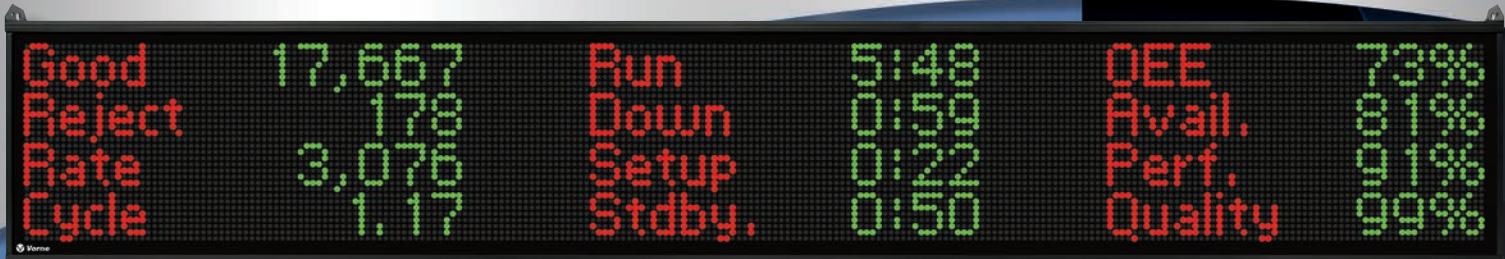 Good 17,667 Run 5:48 OEE 73%
Reject 178 Down 0:59 Avail. 81%
Rate 3,076 Setup 0:22 Perf. 91%
Cycle 1.17 Stdby. 0:50 Quality 99%
Vorne